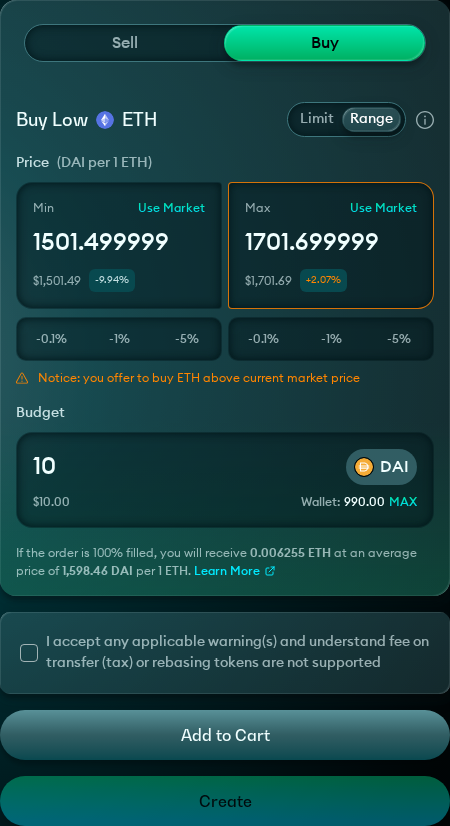 Sell Buy
Buy Low ETH Limit Range
Price (DAI per 1 ETH)
Min Use Market Max Use Market
1501.499999 1701.699999
$1,501.49 -9.94% $1,701.69 +2.07%
-0.1% -1% -5% -0.1% -1% -5%
Notice: you offer to buy ETH above current market price
Budget
10 DAI
$10.00 Wallet: 990.00 MAX
If the order is 100% filled, you will receive 0.006255 ETH at an average
price of 1,598.46 DAI per 1 ETH. Learn More
I accept any applicable warning(s) and understand fee on
transfer (tax) or rebasing tokens are not supported
Add to Cart
Create